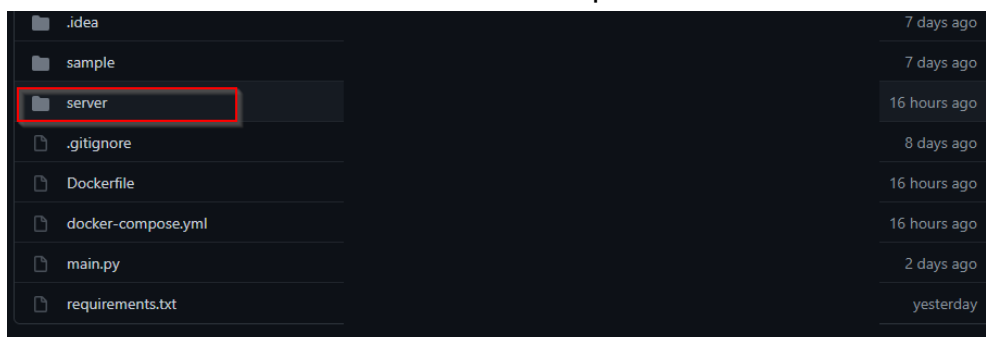 .idea 7 days ago
sample 7 days ago
server 16 hours ago
.gitignore 8 days ago
Dockerfile 16 hours ago
docker-compose.yml 16 hours ago
main.py 2 days ago
requirements.txt yesterday